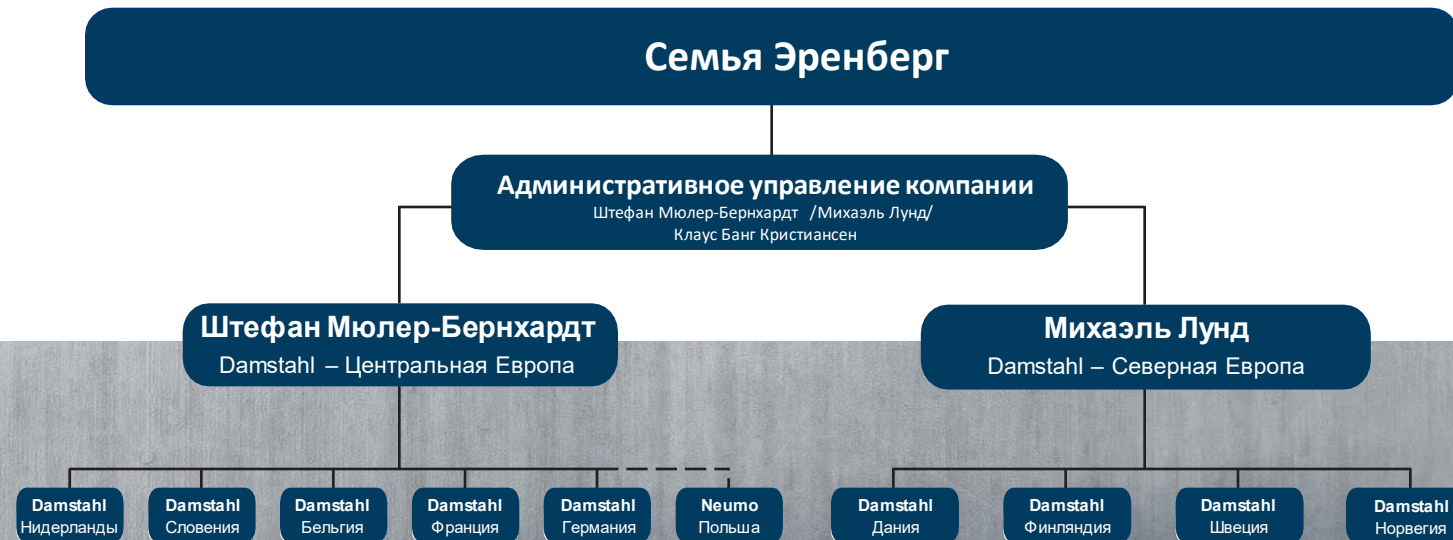 Семья Эренберг
Административное управление компании
Штефан Мюлер-Бернхардт /Михаэль Лунд/
Клаус Банг Кристиансен
Штефан Мюлер-Бернхардт
Damstahl – Центральная Европа
Михаэль Лунд
Damstahl – Северная Европа
Damstahl
Нидерланды
Damstahl
Словения
Damstahl
Бельгия
Damstahl
Франция
Damstahl
Германия
Neumo
Польша
Damstahl
Дания
Damstahl
Финляндия
Damstahl
Швеция
Damstahl
Норвегия